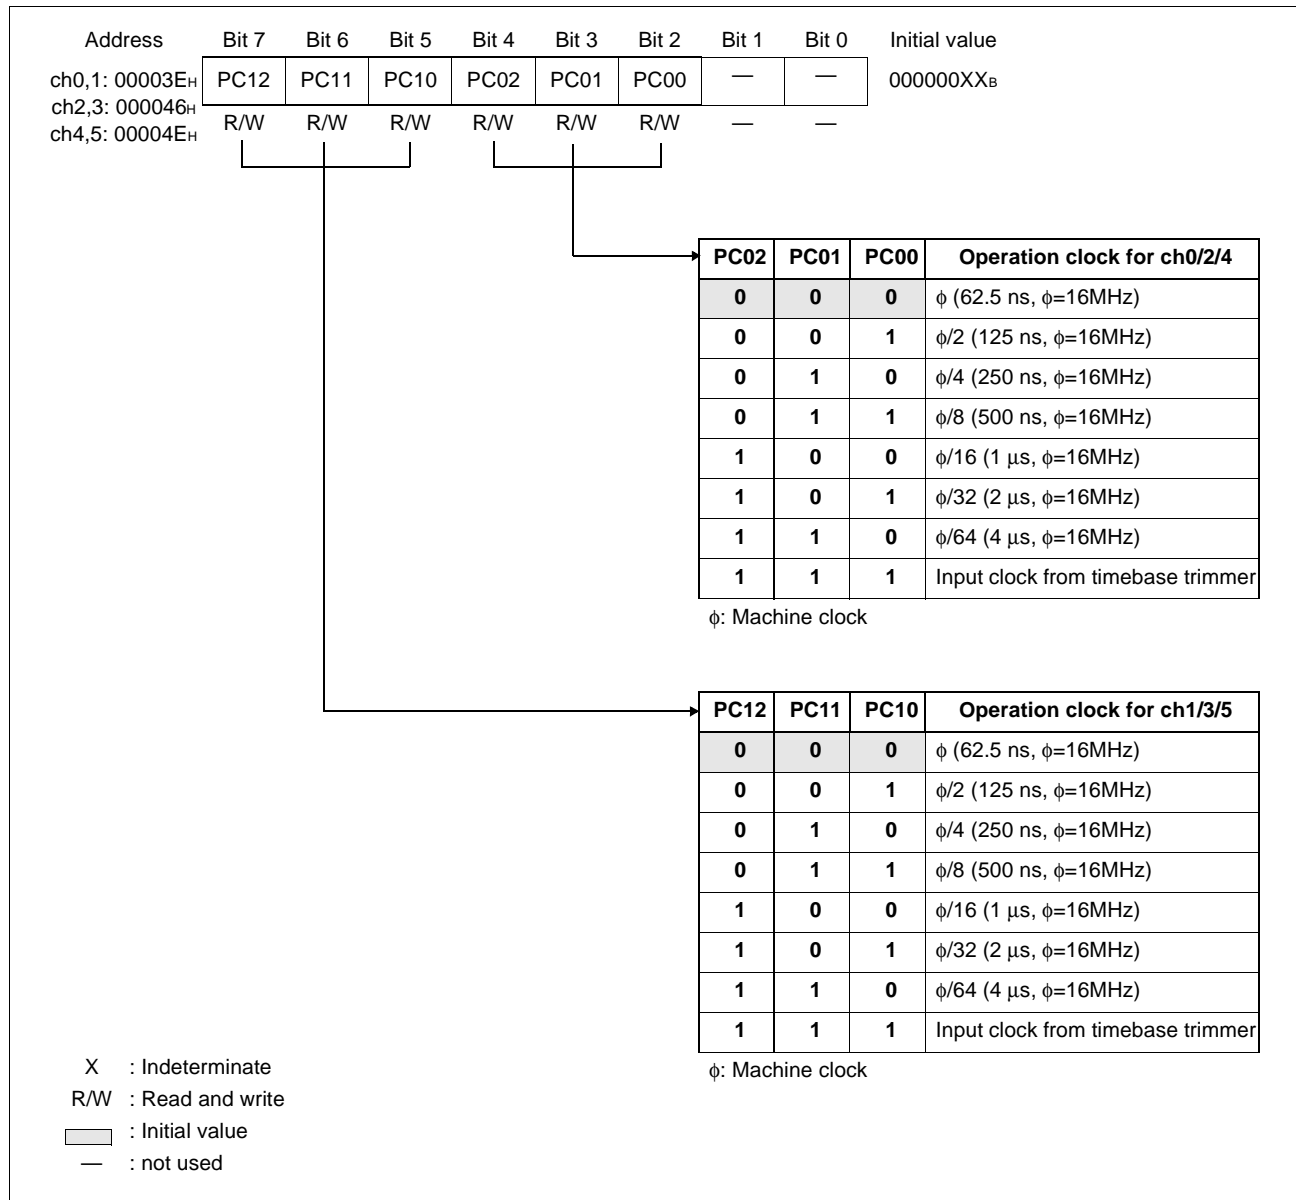 Address Bit 7 Bit 6 Bit 5 Bit 4 Bit 3 Bit 2 Bit 1 Bit 0 Initial value
ch0,1: 00003EH PC12 PC11 PC10 PC02 PC01 PC00 — — 000000XXB
ch2,3: 000046H
ch4,5: 00004EH R/W R/W R/W R/W R/W R/W — —
PC02 PC01 PC00 Operation clock for ch0/2/4
0 0 0 ϕ (62.5 ns, ϕ=16MHz)
0 0 1 ϕ/2 (125 ns, ϕ=16MHz)
0 1 0 ϕ/4 (250 ns, ϕ=16MHz)
0 1 1 ϕ/8 (500 ns, ϕ=16MHz)
1 0 0 ϕ/16 (1 μs, ϕ=16MHz)
1 0 1 ϕ/32 (2 μs, ϕ=16MHz)
1 1 0 ϕ/64 (4 μs, ϕ=16MHz)
1 1 1 Input clock from timebase trimmer
ϕ: Machine clock
PC12 PC11 PC10 Operation clock for ch1/3/5
0 0 0 ϕ (62.5 ns, ϕ=16MHz)
0 0 1 ϕ/2 (125 ns, ϕ=16MHz)
0 1 0 ϕ/4 (250 ns, ϕ=16MHz)
0 1 1 ϕ/8 (500 ns, ϕ=16MHz)
1 0 0 ϕ/16 (1 μs, ϕ=16MHz)
1 0 1 ϕ/32 (2 μs, ϕ=16MHz)
1 1 0 ϕ/64 (4 μs, ϕ=16MHz)
1 1 1 Input clock from timebase trimmer
ϕ: Machine clock
X : Indeterminate
R/W : Read and write
: Initial value
— : not used